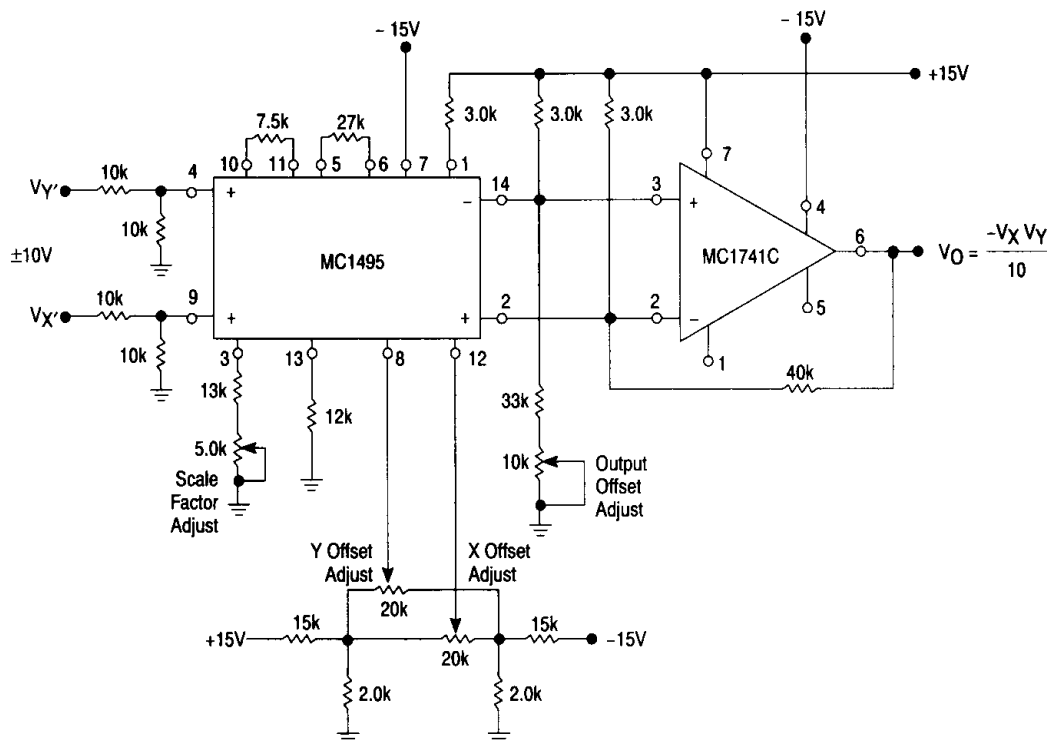 - 15V
- 15V
+15V
3.0k
3.0k
3.0k
7.5k
27k
10
11
5
6
7
1
7
4
VY'
10k
4
+
10k
−
14
3
+
±10V
MC1495
MC1741C
6
VO = −VX VY / 10
VX'
10k
9
+
10k
+
2
2
−
5
1
3
13
8
12
40k
13k
12k
33k
5.0k
10k
Scale
Factor
Adjust
Output
Offset
Adjust
Y Offset
Adjust
X Offset
Adjust
20k
+15V
15k
20k
15k
−15V
2.0k
2.0k